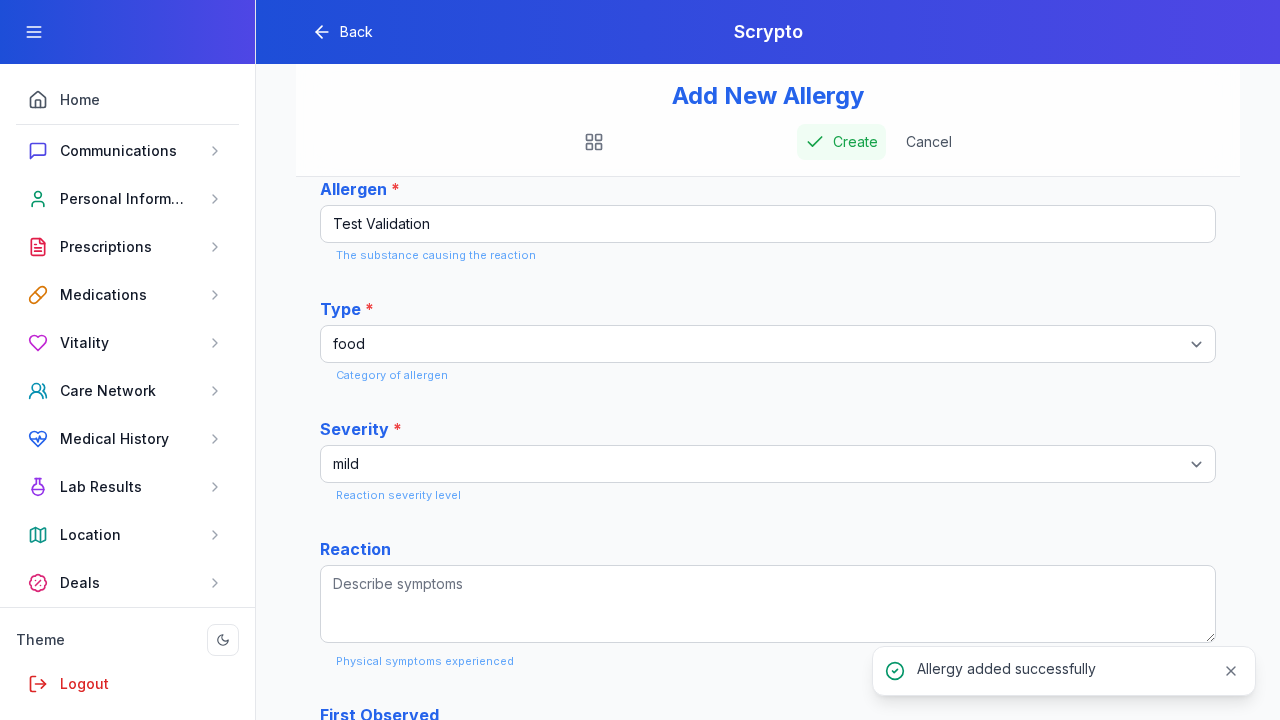 Back
Scrypto
Home
Communications
Personal Inform...
Prescriptions
Medications
Vitality
Care Network
Medical History
Lab Results
Location
Deals
Theme
Logout
Add New Allergy
Create
Cancel
Allergen *
Test Validation
The substance causing the reaction
Type *
food
Category of allergen
Severity *
mild
Reaction severity level
Reaction
Describe symptoms
Physical symptoms experienced
First Observed
Allergy added successfully